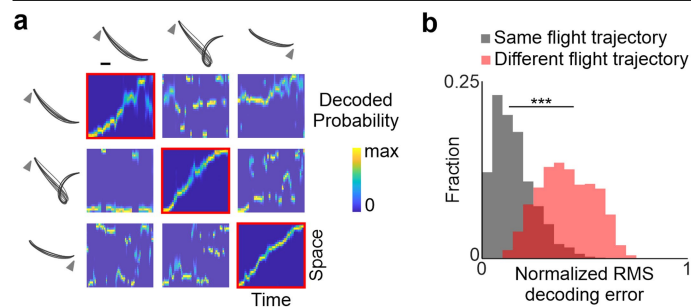 a
Decoded
Probability
max
0
Space
Time
b
Same flight trajectory
Different flight trajectory
0.25
***
Fraction
0
0
1
Normalized RMS
decoding error